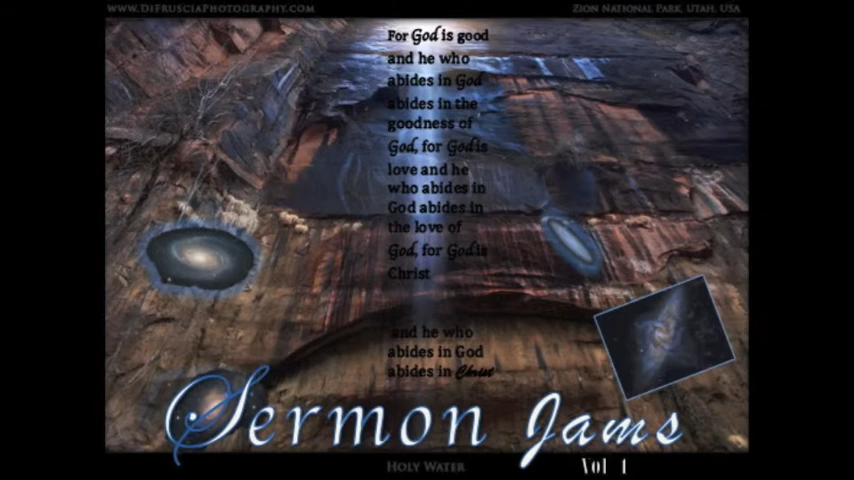 WWW.DIFRUSCIAPHOTOGRAPHY.COM
ZION NATIONAL PARK, UTAH, USA
For God is good
and he who
abides in God
abides in the
goodness of
God, for God is
love and he
who abides in
God abides in
the love of
God, for God is
Christ
and he who
abides in God
abides in Christ
Sermon Jams
Vol 1
HOLY WATER